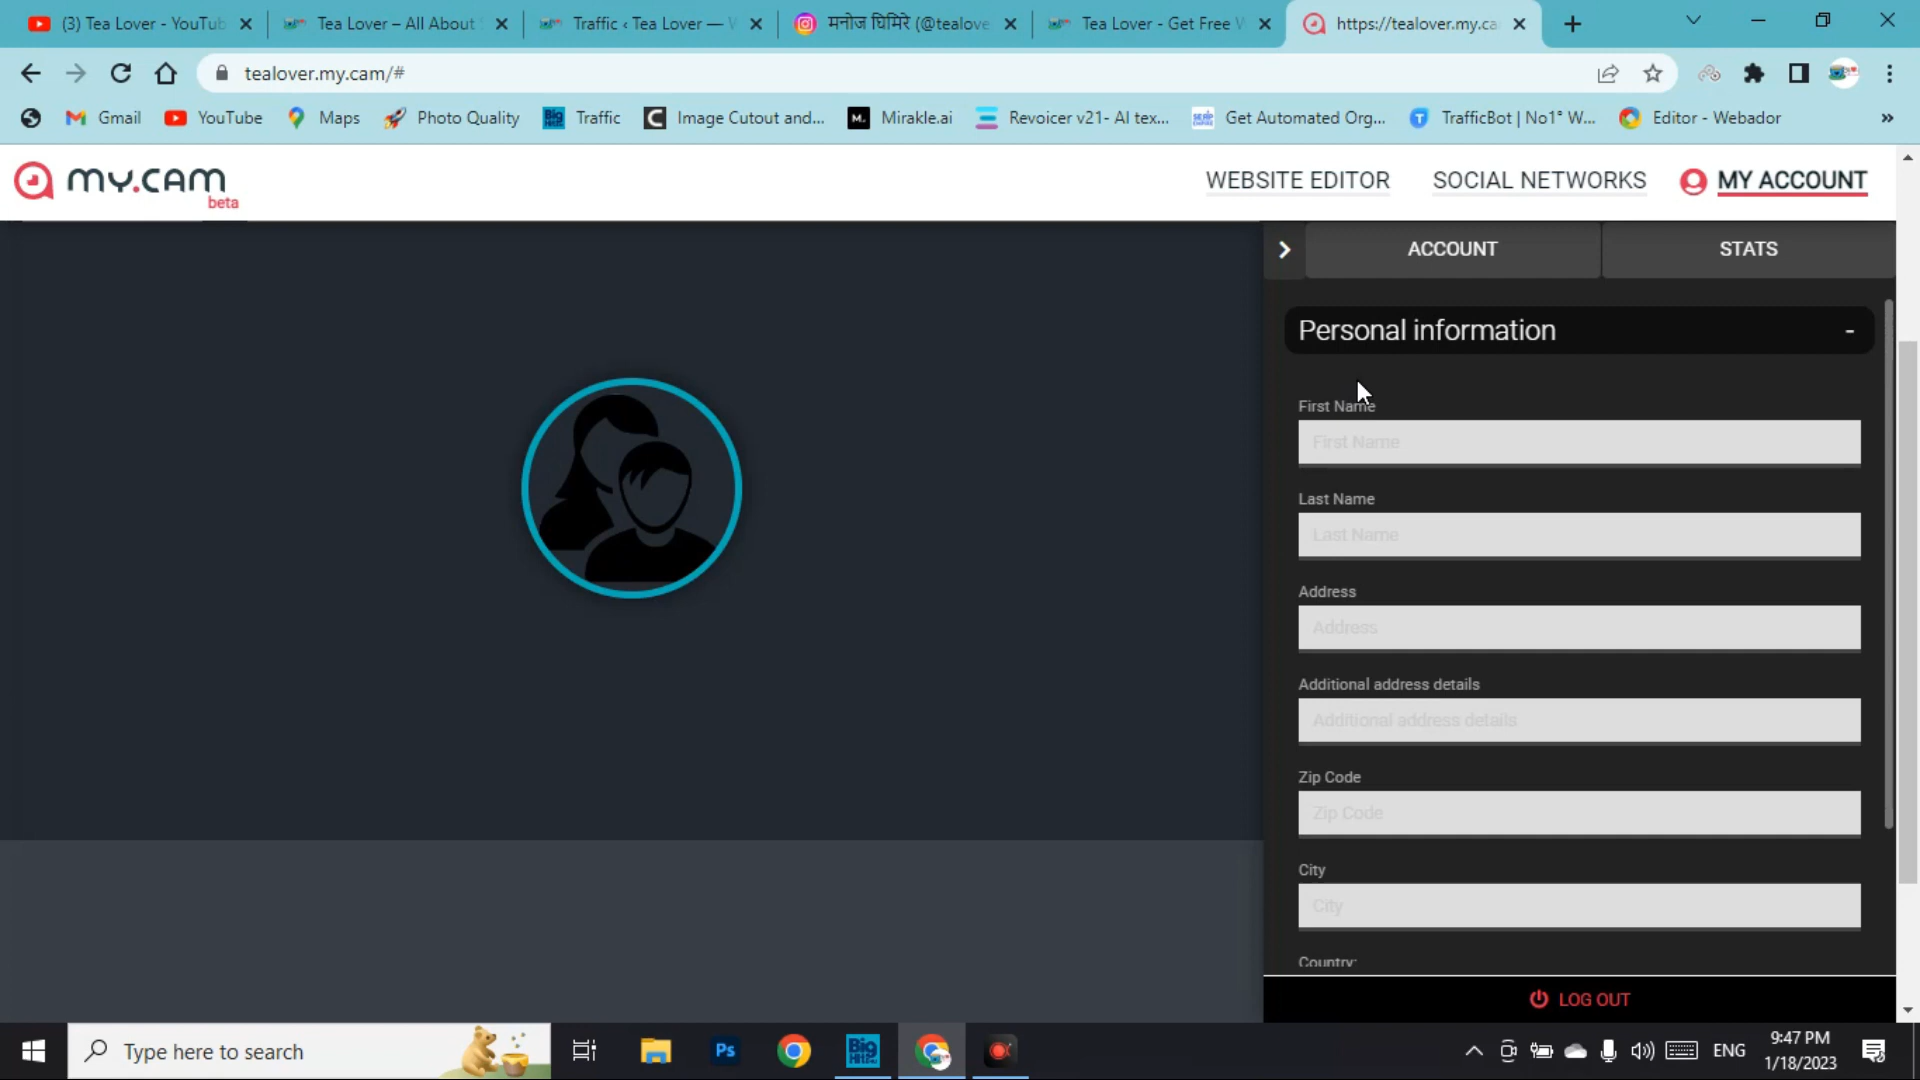 (3) Tea Lover - YouTub
Tea Lover – All About
Traffic ‹ Tea Lover —
मनोज घिमिरे (@tealove
Tea Lover - Get Free
https://tealover.my.ca
tealover.my.cam/#
Gmail
YouTube
Maps
Photo Quality
Traffic
Image Cutout and...
Mirakle.ai
Revoicer v21- AI tex...
Get Automated Org...
TrafficBot | No1° W...
Editor - Webador
»
my.cam
beta
WEBSITE EDITOR
SOCIAL NETWORKS
MY ACCOUNT
ACCOUNT
STATS
Personal information
-
First Name
First Name
Last Name
Last Name
Address
Address
Additional address details
Additional address details
Zip Code
Zip Code
City
City
Country:
LOG OUT
Type here to search
Ps
Big
ENG
9:47 PM
1/18/2023